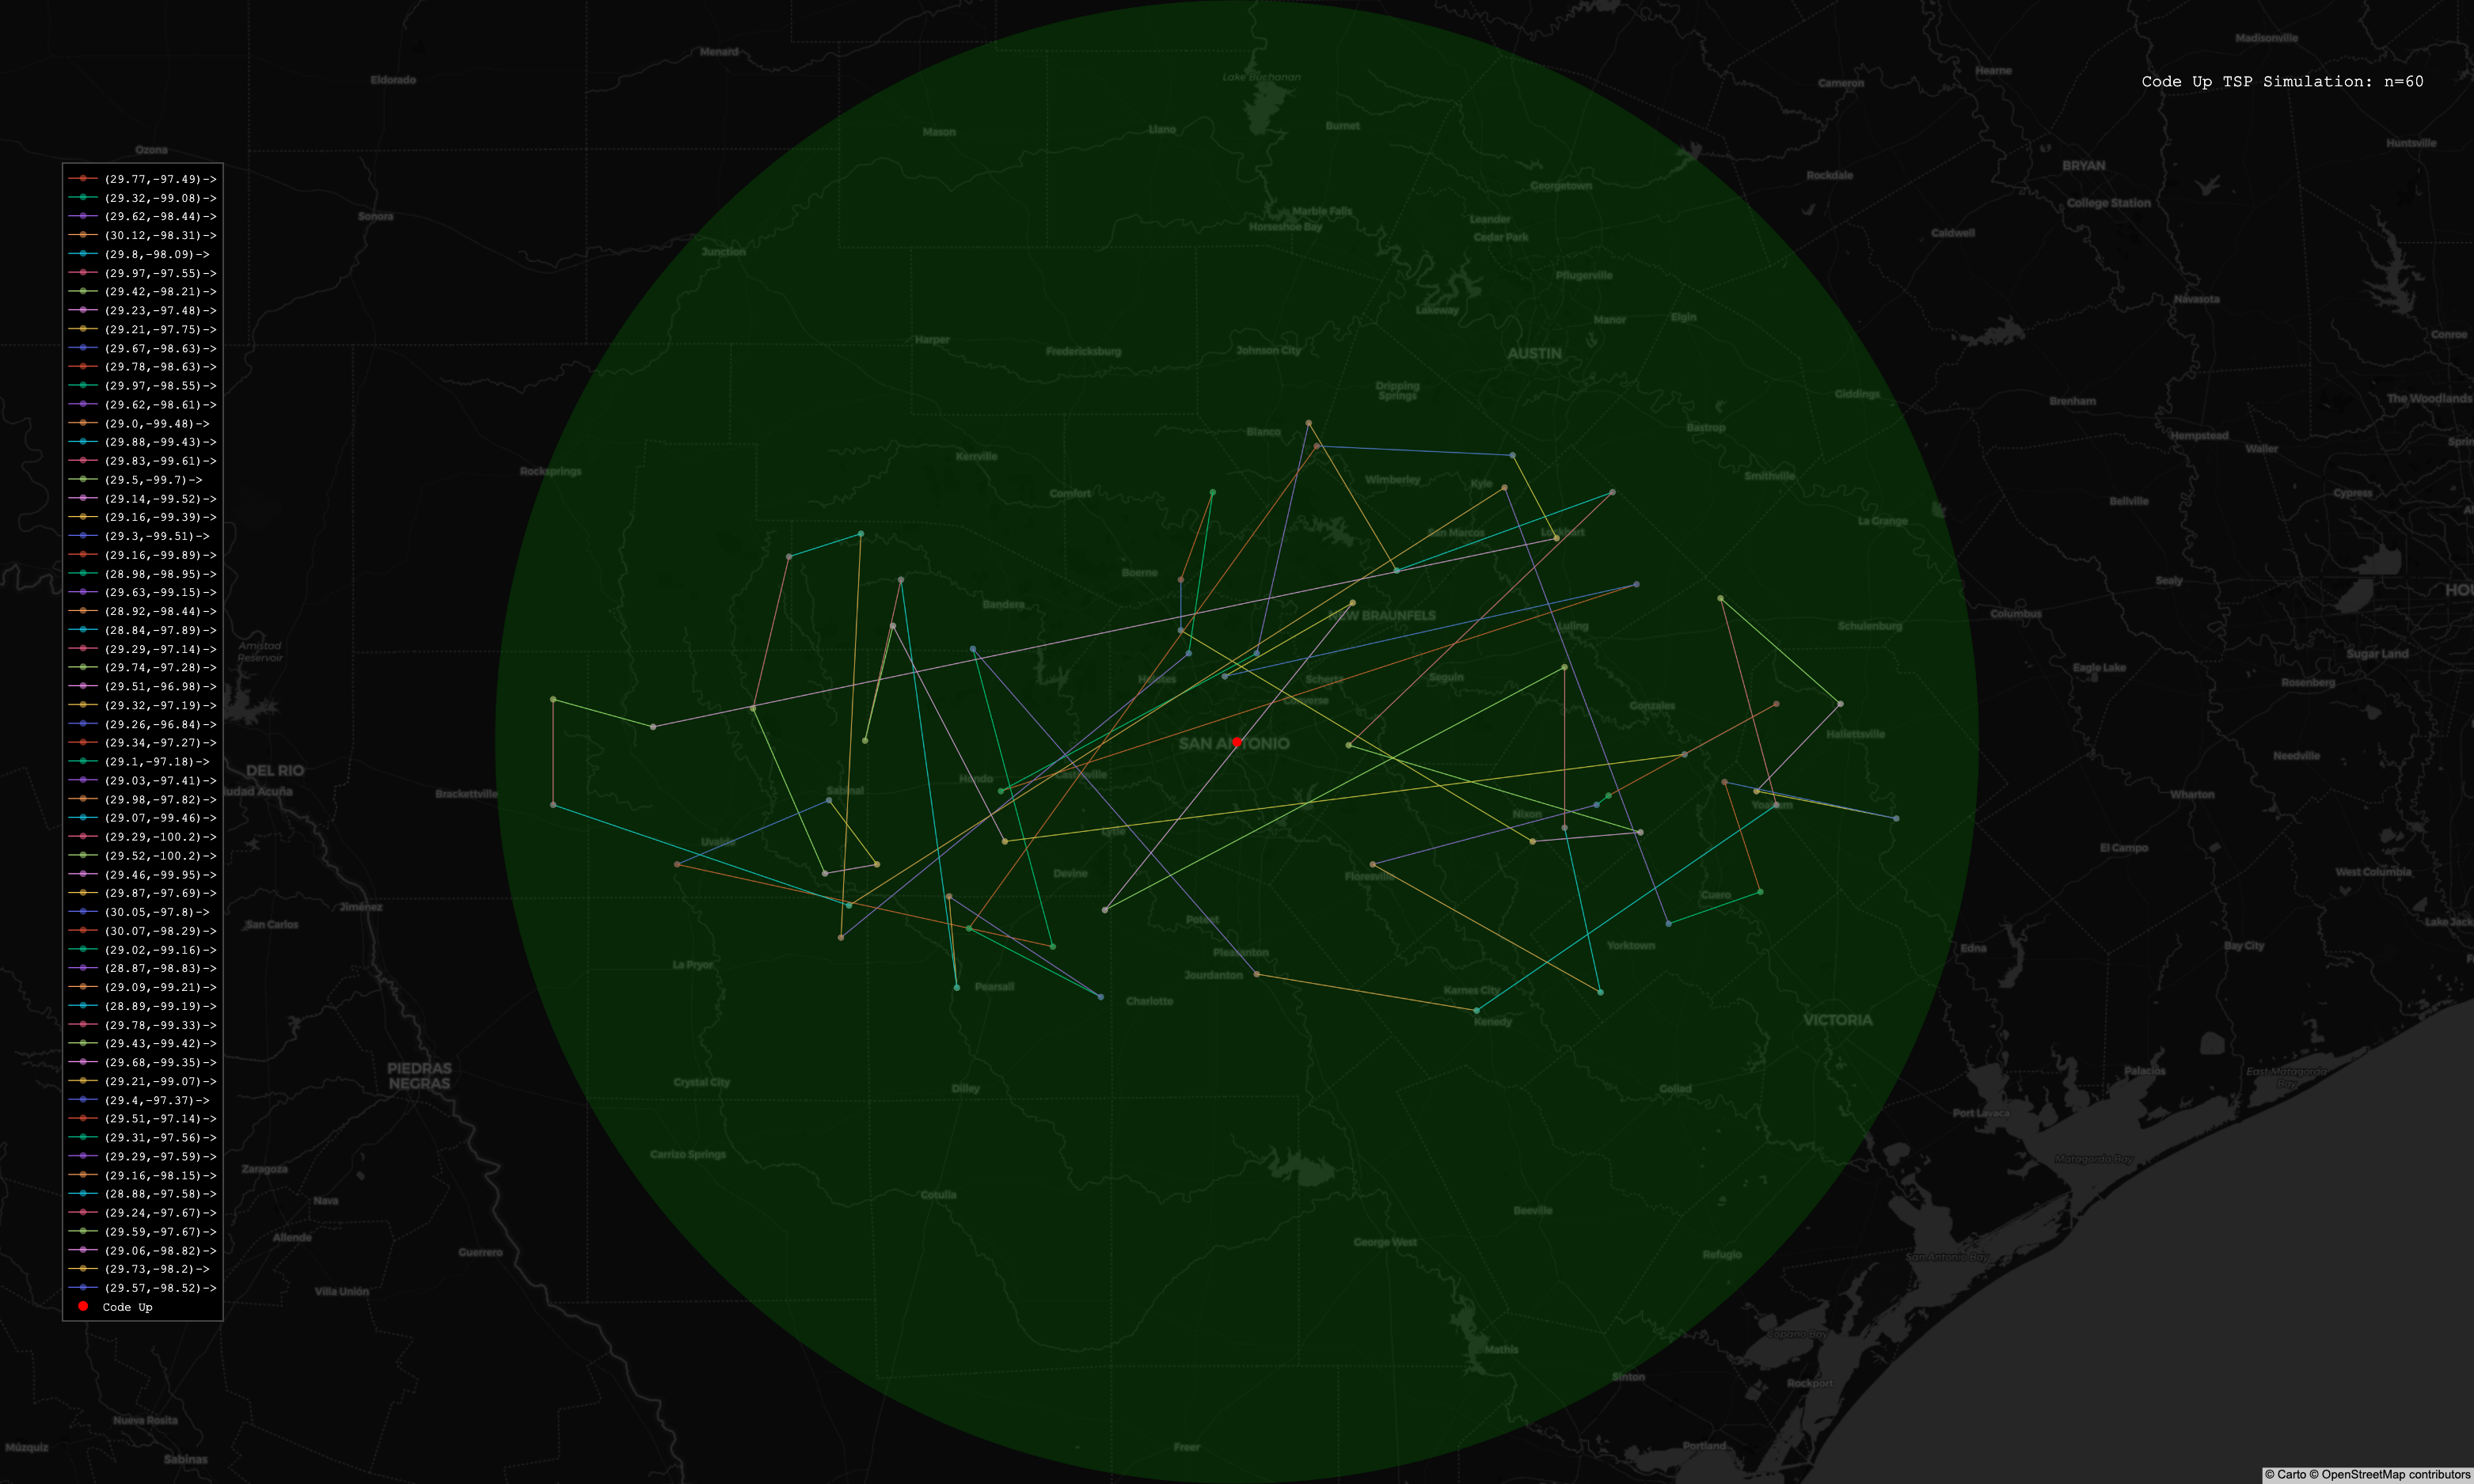 Menard
Madisonville
Eldorado
Hearne
Lake Buchanan
Cameron
Code Up TSP Simulation: n=60
Burnet
Llano
Mason
Huntsville
Ozona
BRYAN
Rockdale
Georgetown
College Station
Marble Falls
Sonora
Leander
Horseshoe Bay
Caldwell
Cedar Park
Junction
Pflugerville
Navasota
Lakeway
Elgin
Manor
Conroe
Harper
Johnson City
Fredericksburg
AUSTIN
Dripping
Springs
Giddings
The Woodlands
Brenham
Bastrop
Blanco
Hempstead
Waller
Kerrville
Rocksprings
Smithville
Wimberley
Kyle
Comfort
Cypress
Bellville
La Grange
San Marcos
Lockhart
Boerne
Sealy
Bandera
Columbus
NEW BRAUNFELS
Luling
Schulenburg
Amistad
Reservoir
Sugar Land
Eagle Lake
Seguin
Rosenberg
Gonzales
Hallettsville
SAN ANTONIO
Needville
DEL RIO
Hondo
Castroville
Sabinal
Brackettville
Wharton
Yoakum
Nixon
Uvalde
Lytle
El Campo
West Columbia
Devine
Floresville
Cuero
Jiménez
San Carlos
Poteet
Yorktown
Edna
Bay City
Pleasanton
La Pryor
Jourdanton
Pearsall
Karnes City
Charlotte
Kenedy
VICTORIA
PIEDRAS
NEGRAS
Palacios
East Matagorda
Bay
Crystal City
Dilley
Goliad
Port Lavaca
Carrizo Springs
Matagorda Bay
Zaragoza
Cotulla
Nava
Beeville
Allende
George West
Guerrero
Refugio
San Antonio Bay
Villa Unión
Copano Bay
Mathis
Sinton
Rockport
Nueva Rosita
Múzquiz
Freer
Portland
Sabinas
(29.77,-97.49)->
(29.32,-99.08)->
(29.62,-98.44)->
(30.12,-98.31)->
(29.8,-98.09)->
(29.97,-97.55)->
(29.42,-98.21)->
(29.23,-97.48)->
(29.21,-97.75)->
(29.67,-98.63)->
(29.78,-98.63)->
(29.97,-98.55)->
(29.62,-98.61)->
(29.0,-99.48)->
(29.88,-99.43)->
(29.83,-99.61)->
(29.5,-99.7)->
(29.14,-99.52)->
(29.16,-99.39)->
(29.3,-99.51)->
(29.16,-99.89)->
(28.98,-98.95)->
(29.63,-99.15)->
(28.92,-98.44)->
(28.84,-97.89)->
(29.29,-97.14)->
(29.74,-97.28)->
(29.51,-96.98)->
(29.32,-97.19)->
(29.26,-96.84)->
(29.34,-97.27)->
(29.1,-97.18)->
(29.03,-97.41)->
(29.98,-97.82)->
(29.07,-99.46)->
(29.29,-100.2)->
(29.52,-100.2)->
(29.46,-99.95)->
(29.87,-97.69)->
(30.05,-97.8)->
(30.07,-98.29)->
(29.02,-99.16)->
(28.87,-98.83)->
(29.09,-99.21)->
(28.89,-99.19)->
(29.78,-99.33)->
(29.43,-99.42)->
(29.68,-99.35)->
(29.21,-99.07)->
(29.4,-97.37)->
(29.51,-97.14)->
(29.31,-97.56)->
(29.29,-97.59)->
(29.16,-98.15)->
(28.88,-97.58)->
(29.24,-97.67)->
(29.59,-97.67)->
(29.06,-98.82)->
(29.73,-98.2)->
(29.57,-98.52)->
Code Up
© Carto © OpenStreetMap contributors